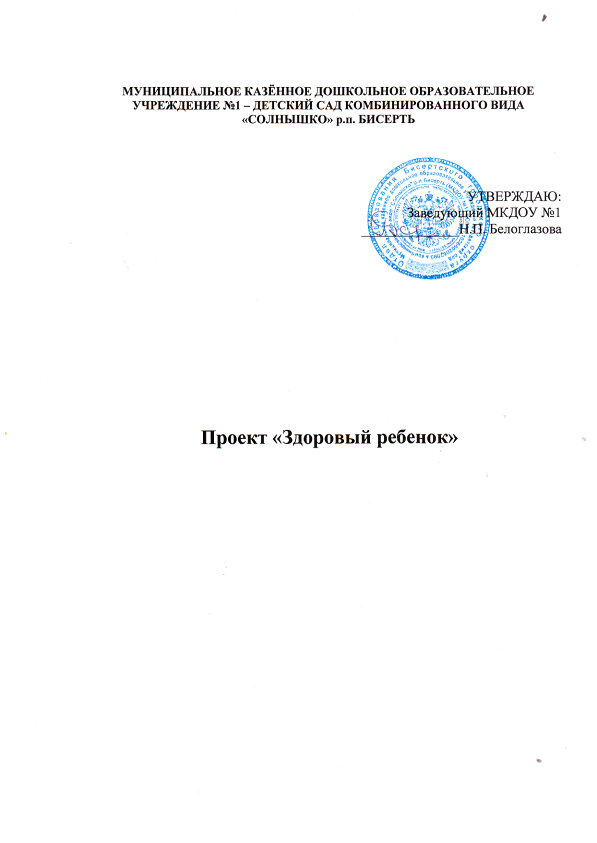 МУНИЦИПАЛЬНОЕ КАЗЁННОЕ ДОШКОЛЬНОЕ ОБРАЗОВАТЕЛЬНОЕ
УЧРЕЖДЕНИЕ №1 – ДЕТСКИЙ САД КОМБИНИРОВАННОГО ВИДА
«СОЛНЫШКО» р.п. БИСЕРТЬ
УТВЕРЖДАЮ:
Заведующий МКДОУ №1
Н.П. Белоглазова
Проект «Здоровый ребенок»